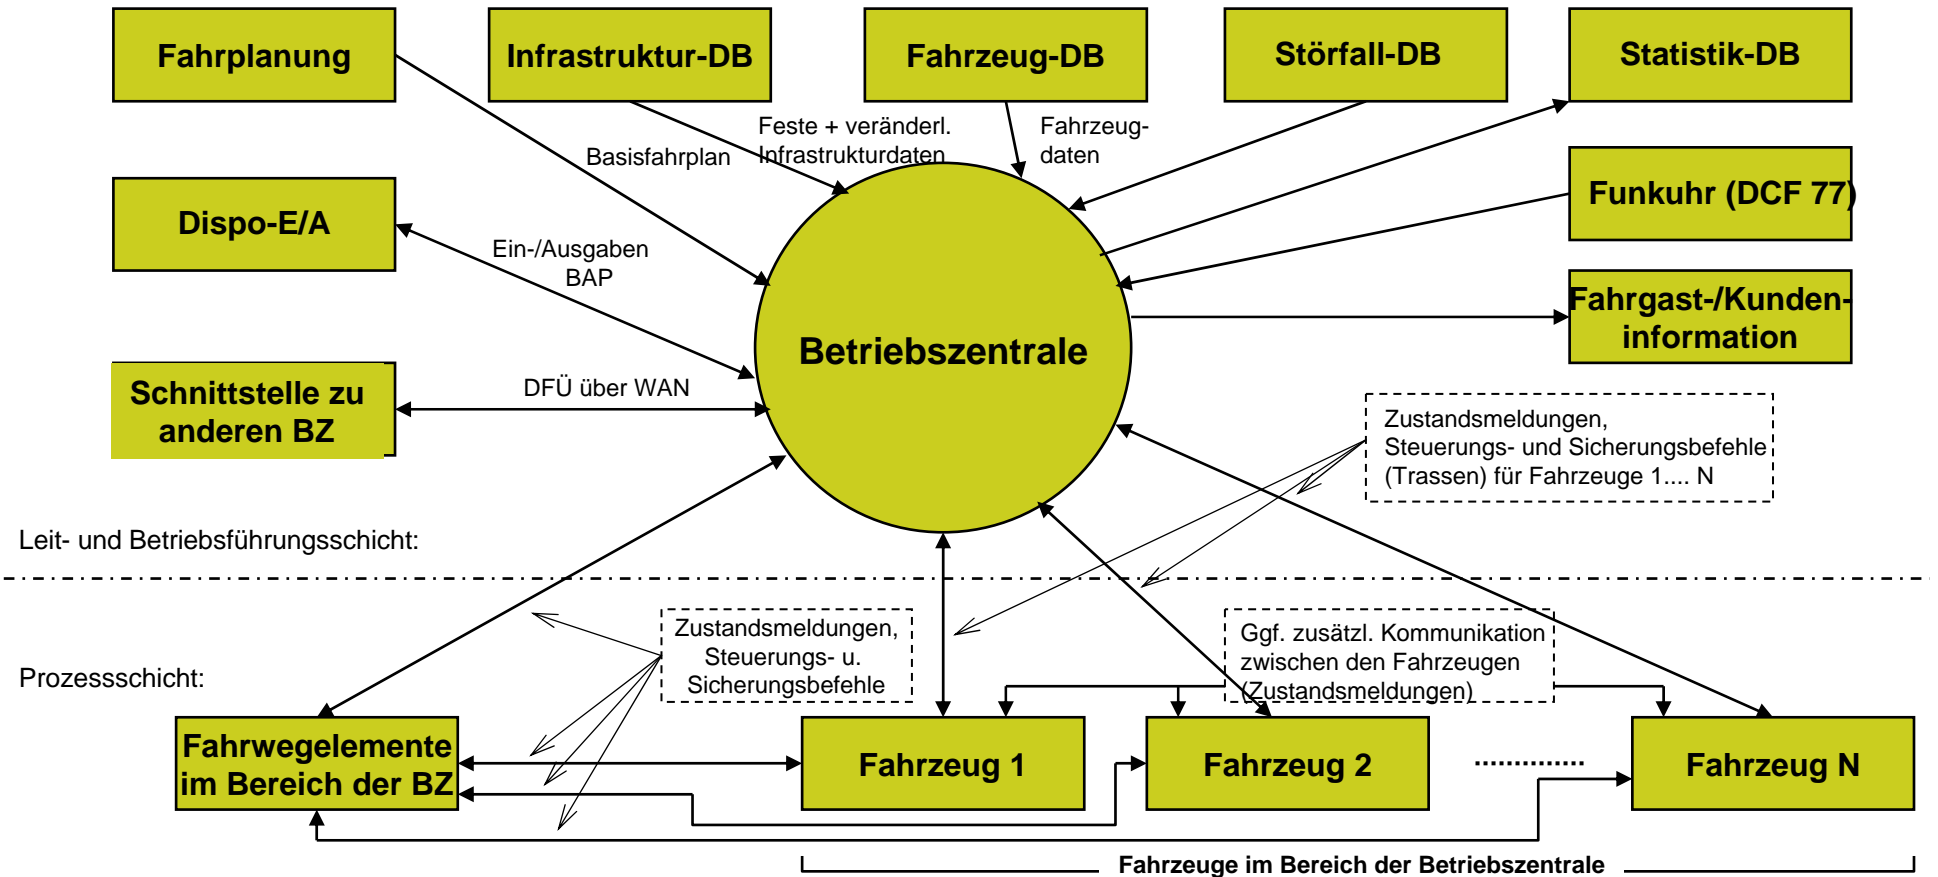 Fahrplanung
Infrastruktur-DB
Fahrzeug-DB
Störfall-DB
Statistik-DB
Feste + veränderl.
Infrastrukturdaten
Fahrzeug-
daten
Basisfahrplan
Dispo-E/A
Funkuhr (DCF 77)
Ein-/Ausgaben
BAP
Fahrgast-/Kunden-
information
Betriebszentrale
Schnittstelle zu
anderen BZ
DFÜ über WAN
Zustandsmeldungen,
Steuerungs- und Sicherungsbefehle
(Trassen) für Fahrzeuge 1.... N
Leit- und Betriebsführungsschicht:
Zustandsmeldungen,
Steuerungs- u.
Sicherungsbefehle
Ggf. zusätzl. Kommunikation
zwischen den Fahrzeugen
(Zustandsmeldungen)
Prozessschicht:
Fahrwegelemente
im Bereich der BZ
Fahrzeug 1
Fahrzeug 2
...............
Fahrzeug N
Fahrzeuge im Bereich der Betriebszentrale